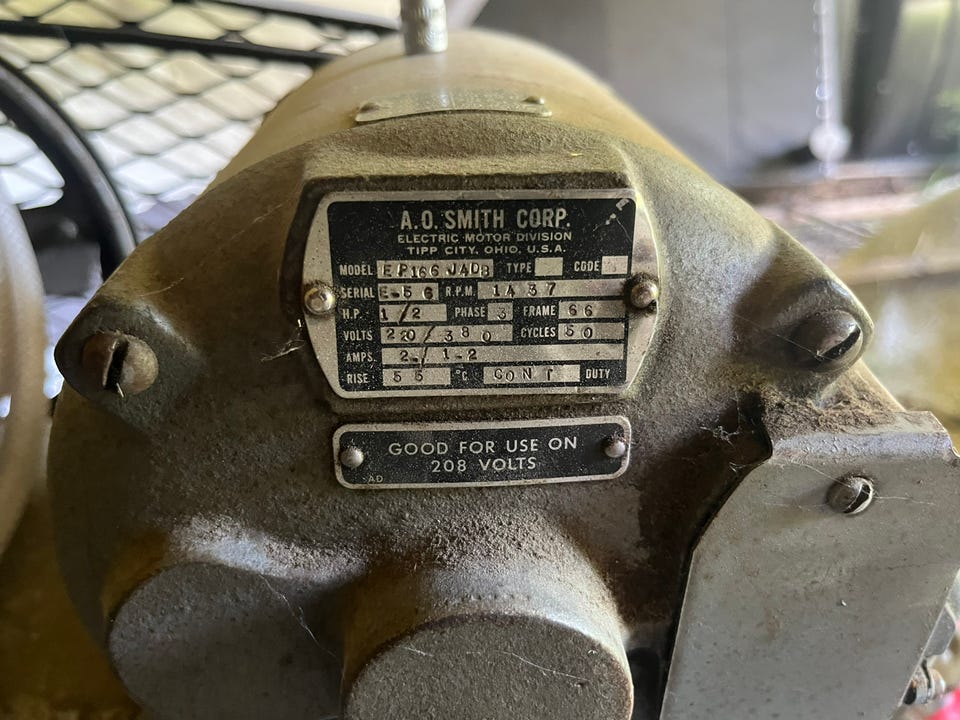 A.O. SMITH CORP.
ELECTRIC MOTOR DIVISION
TIPP CITY, OHIO, U.S.A.
MODEL EP166 J4DB TYPE CODE
SERIAL E-56 R.P.M. 1437
H.P. 1/2 PHASE 3 FRAME 66
VOLTS 220/380 CYCLES 50
AMPS. 2./1.2
RISE 55 °C CONT DUTY
GOOD FOR USE ON
208 VOLTS